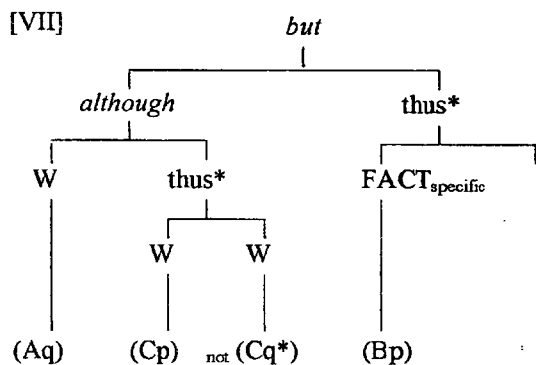 [VII] but
although thus*
W thus* FACTspecific
W W
(Aq) (Cp) not (Cq*) (Bp)